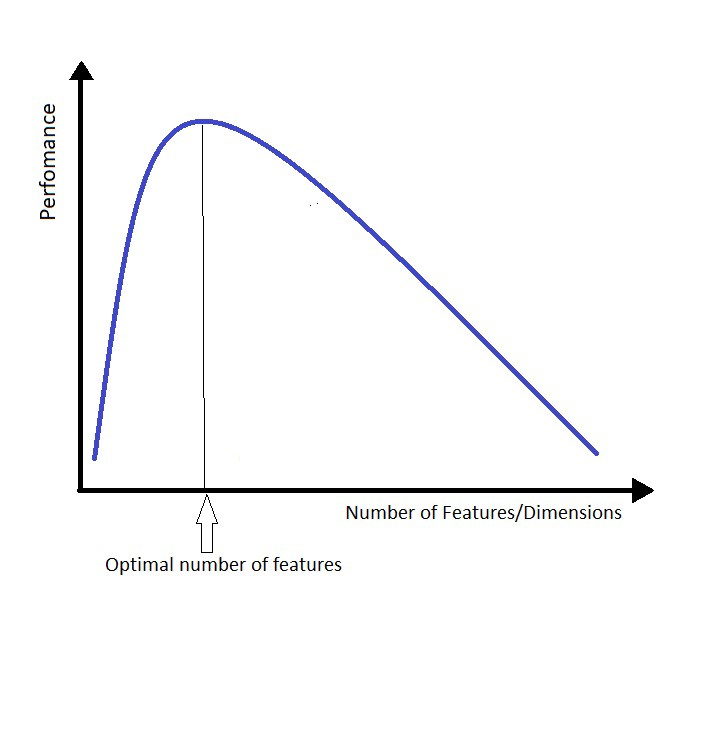 Perfomance
Number of Features/Dimensions
Optimal number of features